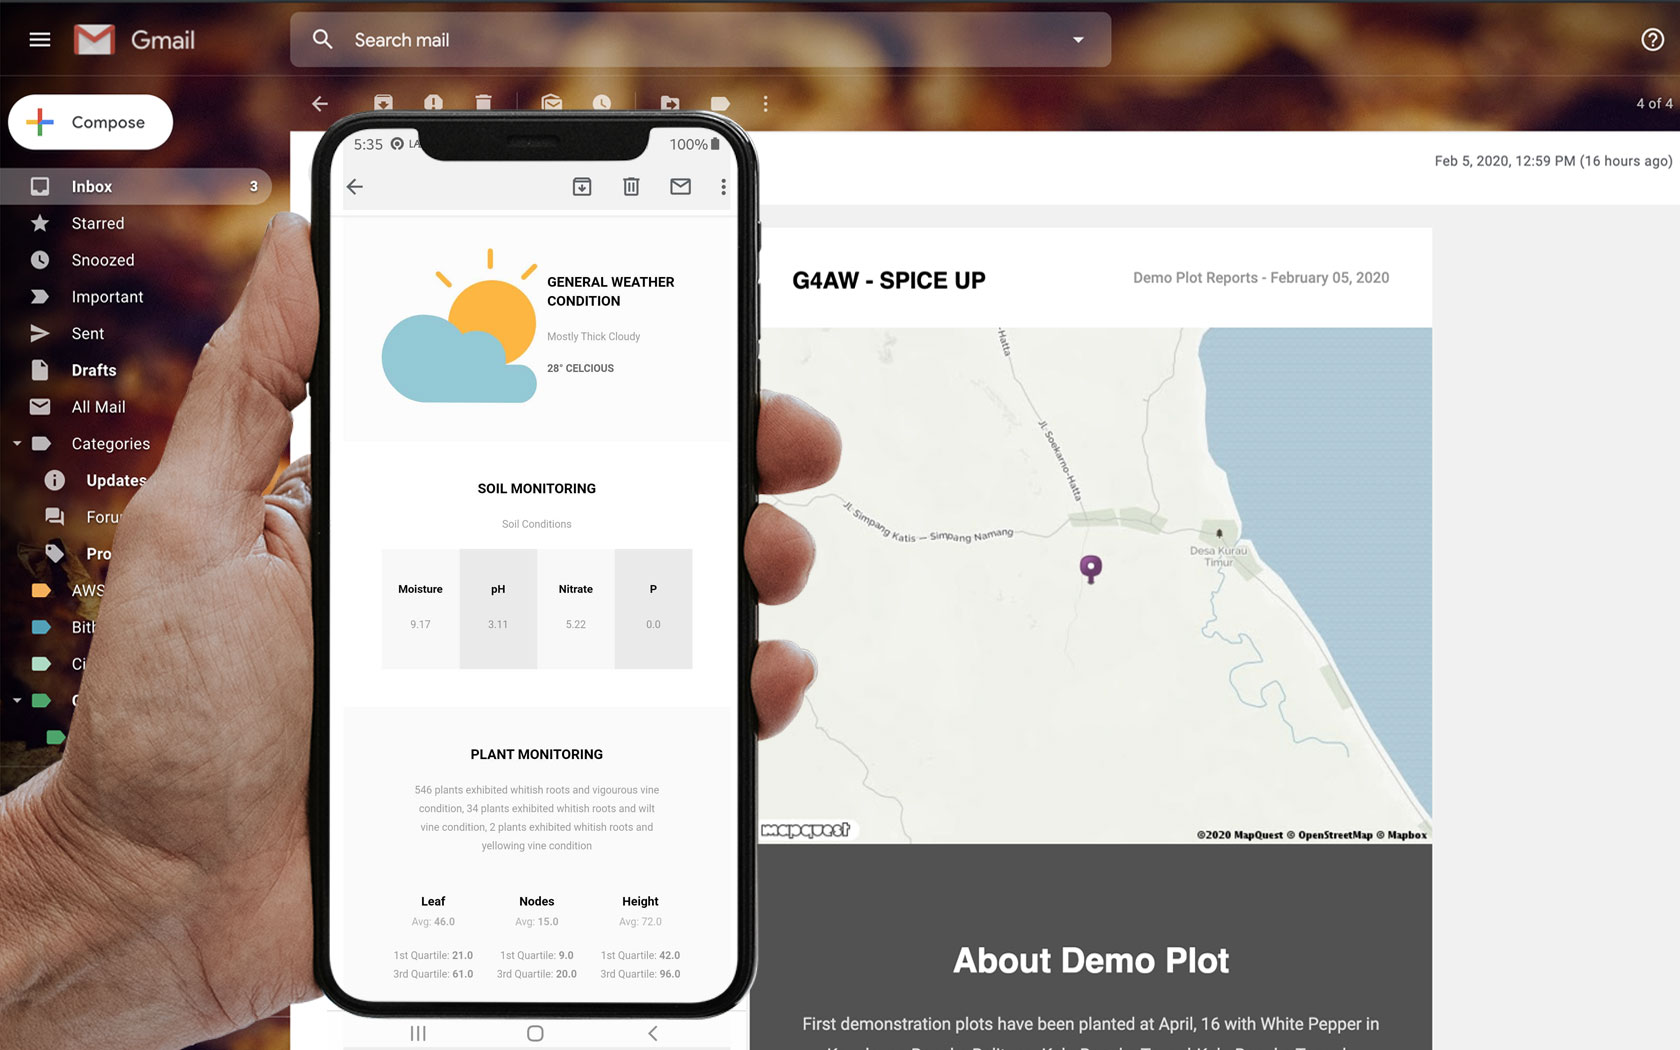 Gmail
Search mail
4 of 4
Compose
Feb 5, 2020, 12:59 PM (16 hours ago)
Inbox 3
Starred
Snoozed
Important
Sent
Drafts
All Mail
Categories
Updates
AWS
5:35
100%
GENERAL WEATHER
CONDITION
Mostly Thick Cloudy
28° CELCIOUS
SOIL MONITORING
Soil Conditions
Moisture pH Nitrate P
9.17 3.11 5.22 0.0
PLANT MONITORING
546 plants exhibited whitish roots and vigourous vine
condition, 34 plants exhibited whitish roots and wilt
vine condition, 2 plants exhibited whitish roots and
yellowing vine condition
Leaf Nodes Height
Avg: 46.0 Avg: 15.0 Avg: 72.0
1st Quartile: 21.0 1st Quartile: 9.0 1st Quartile: 42.0
3rd Quartile: 61.0 3rd Quartile: 20.0 3rd Quartile: 96.0
G4AW - SPICE UP
Demo Plot Reports - February 05, 2020
-Hatta
Jl. Soekarno-Hatta
Jl. Simpang Katis – Simpang Namang
Desa Kurau
Timur
mapquest
©2020 MapQuest © OpenStreetMap © Mapbox
About Demo Plot
First demonstration plots have been planted at April, 16 with White Pepper in